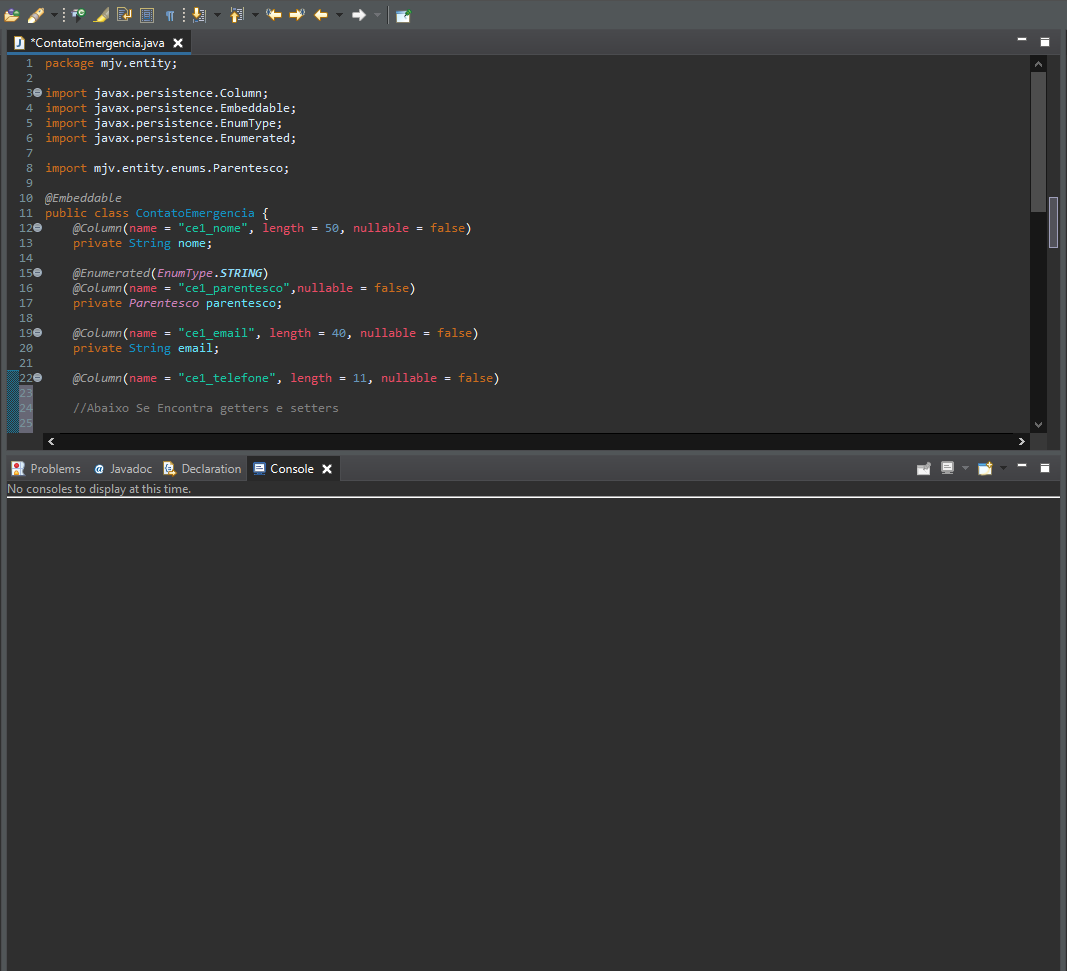 *ContatoEmergencia.java
1 package mjv.entity;
2
3 import javax.persistence.Column;
4 import javax.persistence.Embeddable;
5 import javax.persistence.EnumType;
6 import javax.persistence.Enumerated;
7
8 import mjv.entity.enums.Parentesco;
9
10 @Embeddable
11 public class ContatoEmergencia {
12 @Column(name = "ce1_nome", length = 50, nullable = false)
13 private String nome;
14
15 @Enumerated(EnumType.STRING)
16 @Column(name = "ce1_parentesco",nullable = false)
17 private Parentesco parentesco;
18
19 @Column(name = "ce1_email", length = 40, nullable = false)
20 private String email;
21
22 @Column(name = "ce1_telefone", length = 11, nullable = false)
23
24 //Abaixo Se Encontra getters e setters
25
Problems @ Javadoc Declaration Console
No consoles to display at this time.